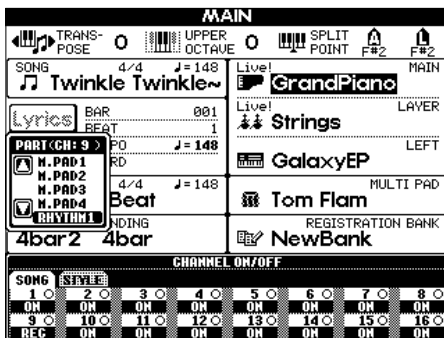 MAIN
TRANS-
POSE 0 UPPER
OCTAVE 0 SPLIT
POINT F#2 A F#2 L
SONG 4/4 ♩=148
Twinkle Twinkle~
Live! MAIN
GrandPiano
Lyrics BAR 001
BEAT 1
Live! LAYER
Strings
PART(CH: 9 )
M.PAD1
M.PAD2
M.PAD3
M.PAD4
RHYTHM1
PO ♩=148
RD
LEFT
GalaxyEP
4/4 ♩=148
Beat
MULTI PAD
Tom Flam
NDING
4bar2 4bar
REGISTRATION BANK
NewBank
CHANNEL ON/OFF
SONG STYLE
1 2 3 4 5 6 7 8
ON ON ON ON ON ON ON ON
9 10 11 12 13 14 15 16
REC ON ON ON ON ON ON ON